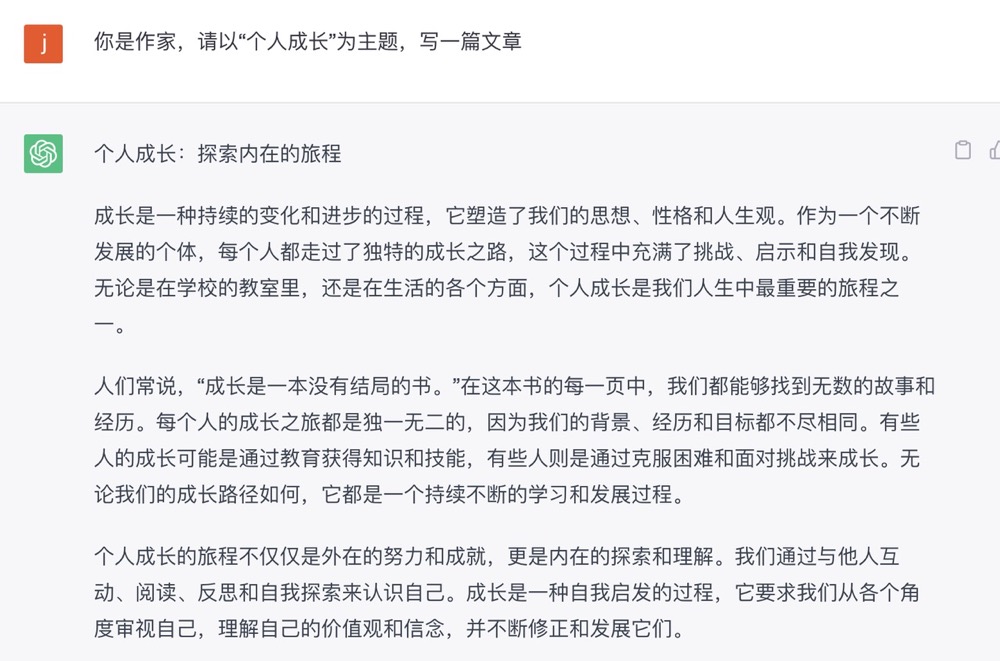 j
你是作家，请以“个人成长”为主题，写一篇文章
个人成长：探索内在的旅程
成长是一种持续的变化和进步的过程，它塑造了我们的思想、性格和人生观。作为一个不断
发展的个体，每个人都走过了独特的成长之路，这个过程中充满了挑战、启示和自我发现。
无论是在学校的教室里，还是在生活的各个方面，个人成长是我们人生中最重要的旅程之
一。
人们常说，“成长是一本没有结局的书。”在这本书的每一页中，我们都能够找到无数的故事和
经历。每个人的成长之旅都是独一无二的，因为我们的背景、经历和目标都不尽相同。有些
人的成长可能是通过教育获得知识和技能，有些人则是通过克服困难和面对挑战来成长。无
论我们的成长路径如何，它都是一个持续不断的学习和发展过程。
个人成长的旅程不仅仅是外在的努力和成就，更是内在的探索和理解。我们通过与他人互
动、阅读、反思和自我探索来认识自己。成长是一种自我启发的过程，它要求我们从各个角
度审视自己，理解自己的价值观和信念，并不断修正和发展它们。